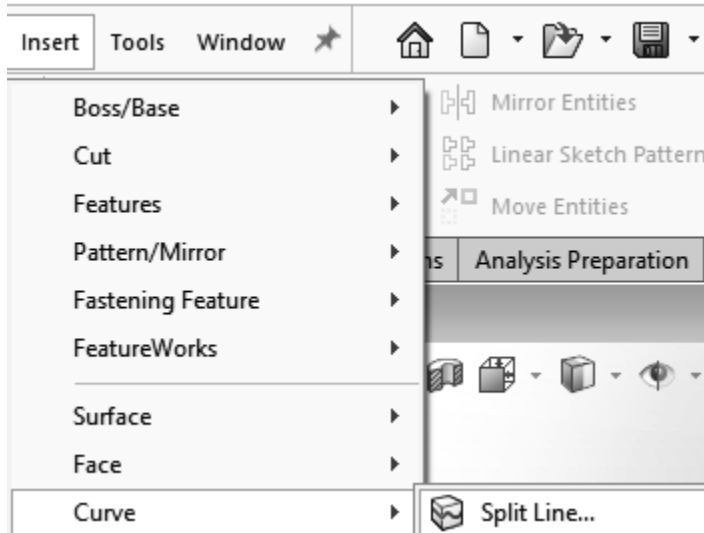 Insert Tools Window
Boss/Base
Mirror Entities
Cut
Linear Sketch Pattern
Features
Move Entities
Pattern/Mirror
ns Analysis Preparation
Fastening Feature
FeatureWorks
Surface
Face
Curve
Split Line...